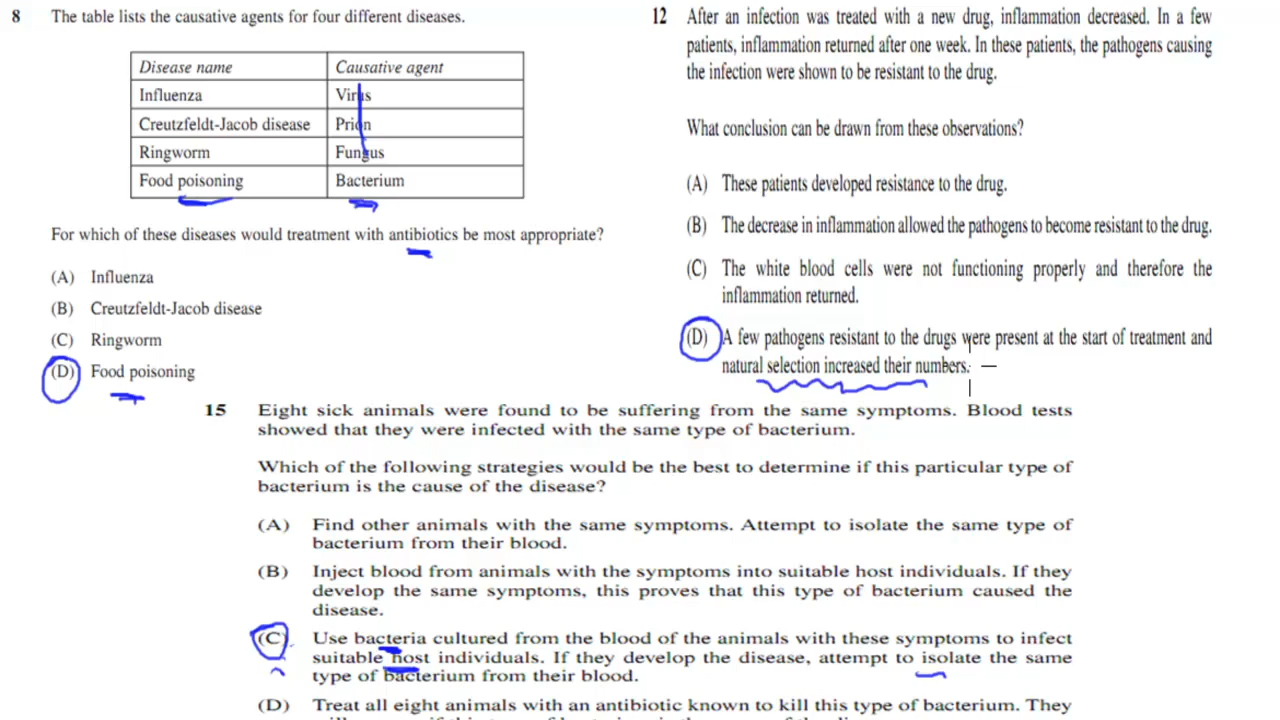 8 The table lists the causative agents for four different diseases.
Disease name Causative agent
Influenza Virus
Creutzfeldt-Jacob disease Prion
Ringworm Fungus
Food poisoning Bacterium
For which of these diseases would treatment with antibiotics be most appropriate?
(A) Influenza
(B) Creutzfeldt-Jacob disease
(C) Ringworm
(D) Food poisoning
12 After an infection was treated with a new drug, inflammation decreased. In a few
patients, inflammation returned after one week. In these patients, the pathogens causing
the infection were shown to be resistant to the drug.
What conclusion can be drawn from these observations?
(A) These patients developed resistance to the drug.
(B) The decrease in inflammation allowed the pathogens to become resistant to the drug.
(C) The white blood cells were not functioning properly and therefore the
inflammation returned.
(D) A few pathogens resistant to the drugs were present at the start of treatment and
natural selection increased their numbers.
15 Eight sick animals were found to be suffering from the same symptoms. Blood tests
showed that they were infected with the same type of bacterium.
Which of the following strategies would be the best to determine if this particular type of
bacterium is the cause of the disease?
(A) Find other animals with the same symptoms. Attempt to isolate the same type of
bacterium from their blood.
(B) Inject blood from animals with the symptoms into suitable host individuals. If they
develop the same symptoms, this proves that this type of bacterium caused the
disease.
(C) Use bacteria cultured from the blood of the animals with these symptoms to infect
suitable host individuals. If they develop the disease, attempt to isolate the same
type of bacterium from their blood.
(D) Treat all eight animals with an antibiotic known to kill this type of bacterium. They